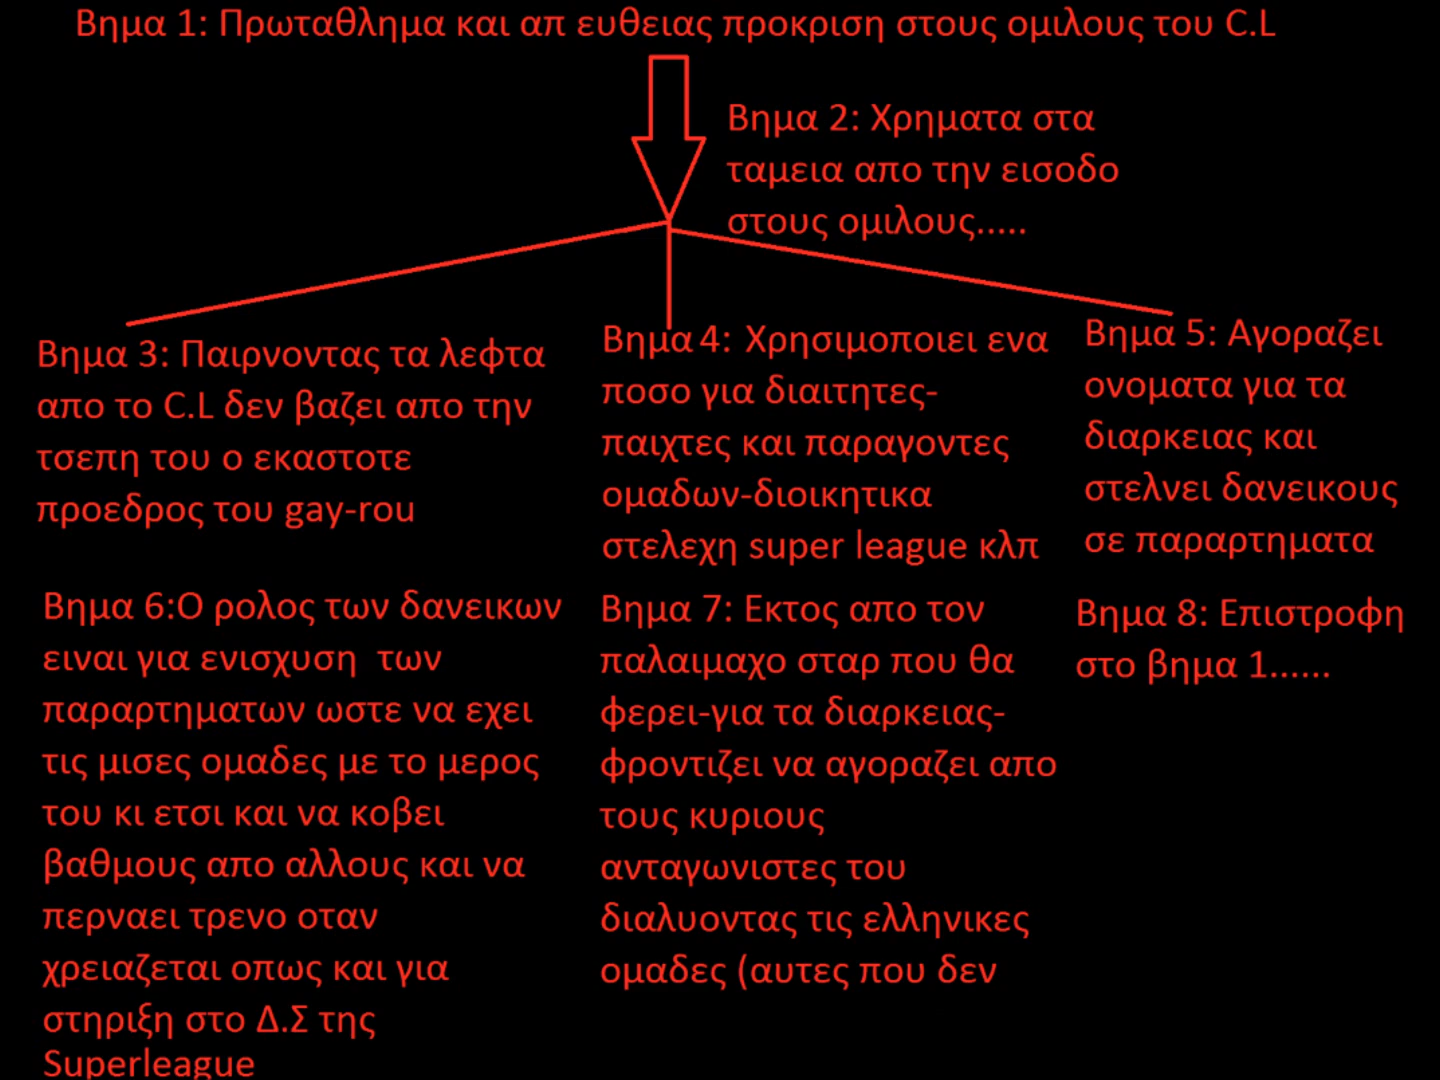 Βημα 1: Πρωταθλημα και απ ευθειας προκριση στους ομιλους του C.L
Βημα 2: Χρηματα στα
ταμεια απο την εισοδο
στους ομιλους.....
Βημα 3: Παιρνοντας τα λεφτα
απο το C.L δεν βαζει απο την
τσεπη του ο εκαστοτε
προεδρος του gay-rou
Βημα 4: Χρησιμοποιει ενα
ποσο για διαιτητες-
παιχτες και παραγοντες
ομαδων-διοικητικα
στελεχη super league κλπ
Βημα 5: Αγοραζει
ονοματα για τα
διαρκειας και
στελνει δανεικους
σε παραρτηματα
Βημα 6:Ο ρολος των δανεικων
ειναι για ενισχυση  των
παραρτηματων ωστε να εχει
τις μισες ομαδες με το μερος
του κι ετσι και να κοβει
βαθμους απο αλλους και να
περναει τρενο οταν
χρειαζεται οπως και για
στηριξη στο Δ.Σ της
Superleague
Βημα 7: Εκτος απο τον
παλαιμαχο σταρ που θα
φερει-για τα διαρκειας-
φροντιζει να αγοραζει απο
τους κυριους
ανταγωνιστες του
διαλυοντας τις ελληνικες
ομαδες (αυτες που δεν
Βημα 8: Επιστροφη
στο βημα 1......